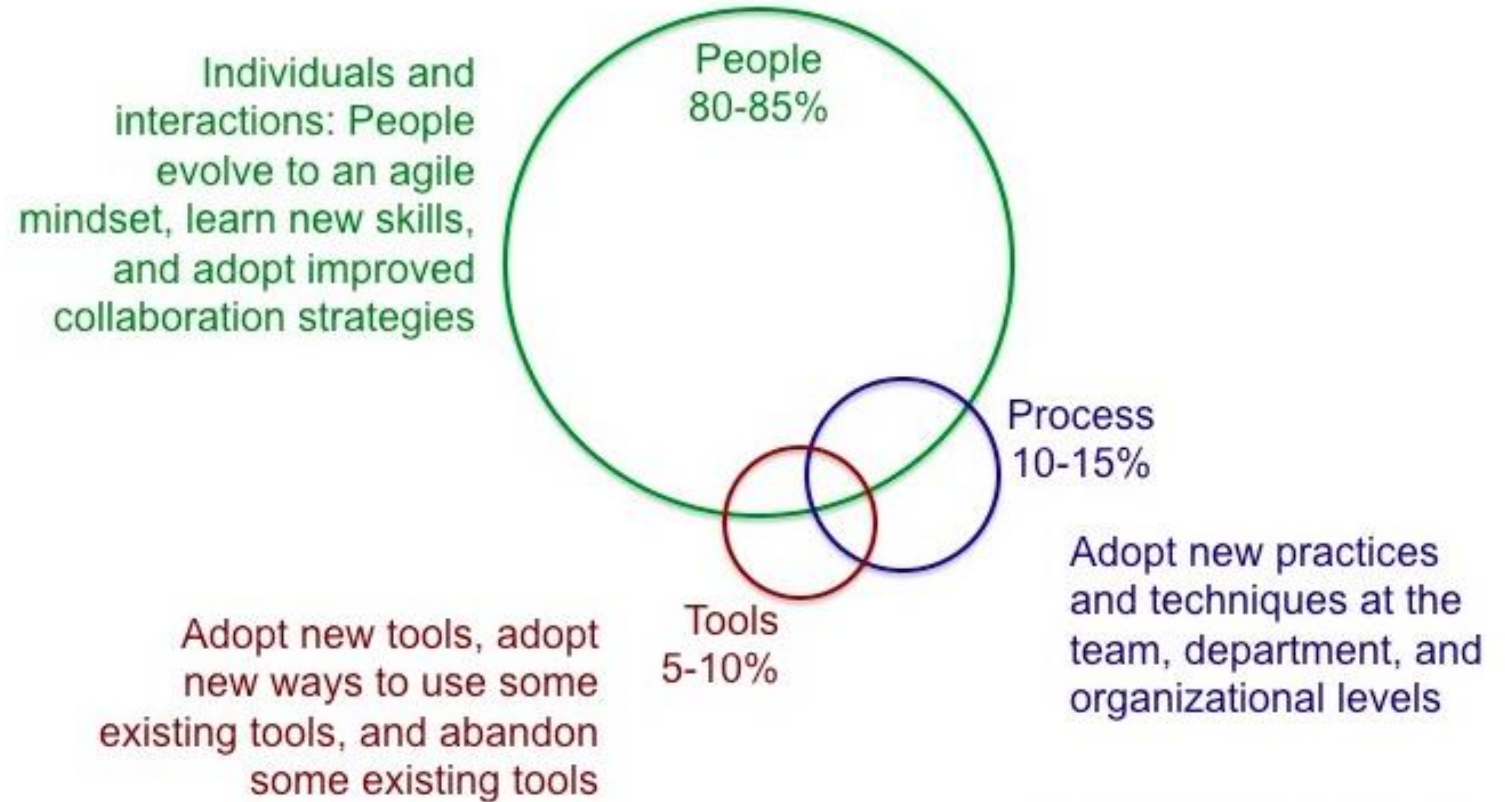 People
80-85%
Individuals and
interactions: People
evolve to an agile
mindset, learn new skills,
and adopt improved
collaboration strategies
Process
10-15%
Adopt new practices
and techniques at the
team, department, and
organizational levels
Tools
5-10%
Adopt new tools, adopt
new ways to use some
existing tools, and abandon
some existing tools